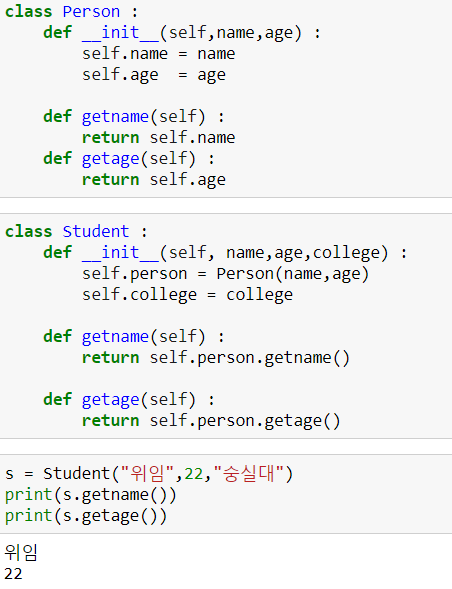 class Person :
    def __init__(self,name,age) :
        self.name = name
        self.age  = age
    def getname(self) :
        return self.name
    def getage(self) :
        return self.age
class Student :
    def __init__(self, name,age,college) :
        self.person = Person(name,age)
        self.college = college
    def getname(self) :
        return self.person.getname()
    def getage(self) :
        return self.person.getage()
s = Student("위임",22,"숭실대")
print(s.getname())
print(s.getage())
위임
22